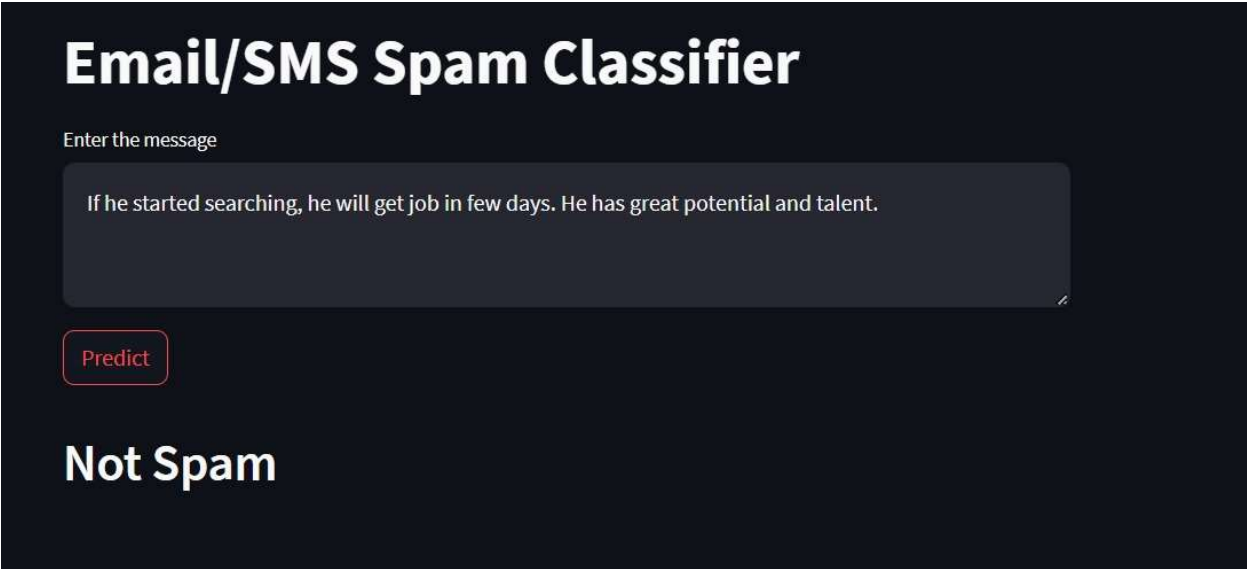 Email/SMS Spam Classifier
Enter the message
If he started searching, he will get job in few days. He has great potential and talent.
Predict
Not Spam